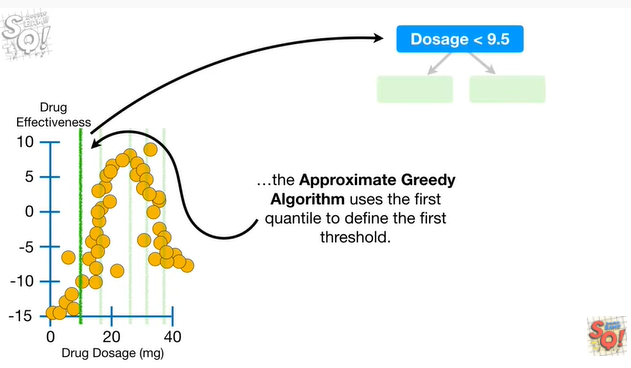 Dosage < 9.5
Drug
Effectiveness
10
5
0
-5
-10
-15
0
20
40
Drug Dosage (mg)
…the Approximate Greedy
Algorithm uses the first
quantile to define the first
threshold.